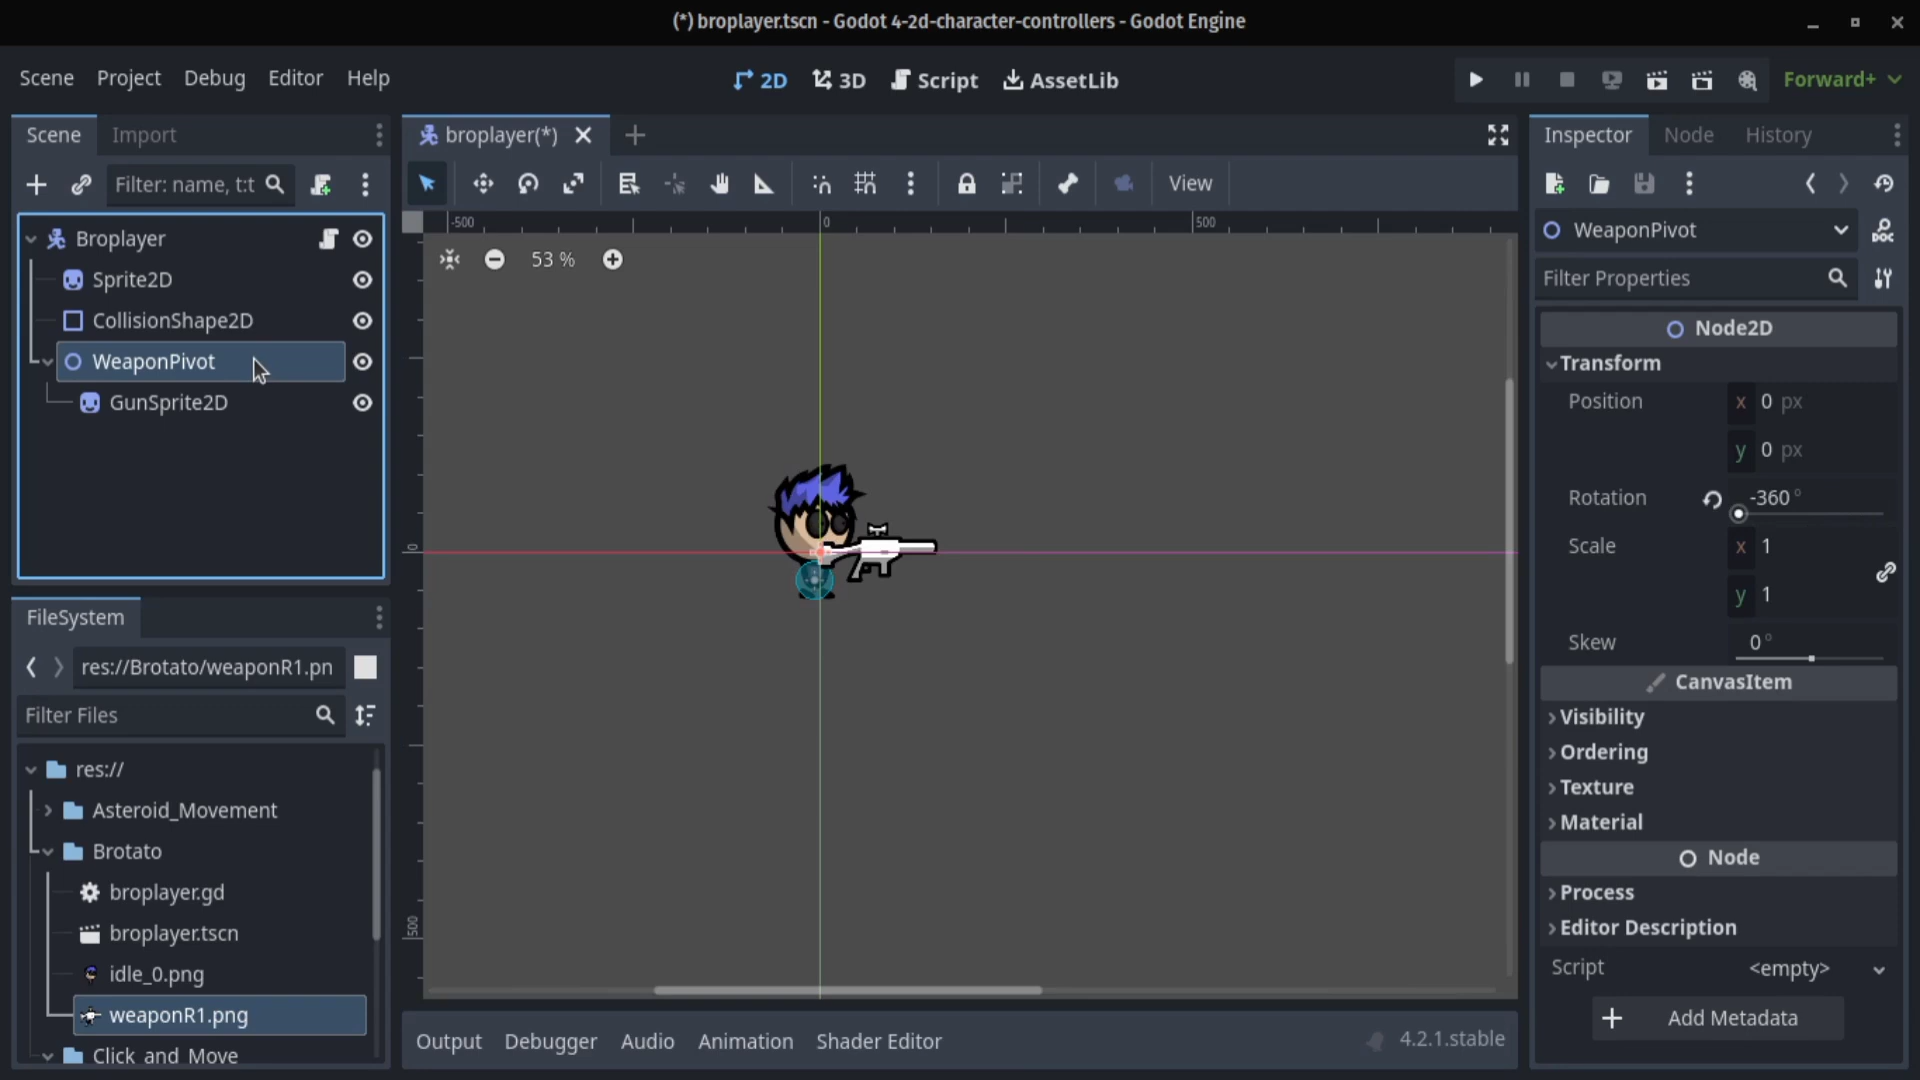 (*) broplayer.tscn - Godot 4-2d-character-controllers - Godot Engine
Scene Project Debug Editor Help
2D 3D Script AssetLib
Forward+
Scene Import
Filter: name, t:t
Broplayer
Sprite2D
CollisionShape2D
WeaponPivot
GunSprite2D
FileSystem
res://Brotato/weaponR1.pn
Filter Files
res://
Asteroid_Movement
Brotato
broplayer.gd
broplayer.tscn
idle_0.png
weaponR1.png
Click and Move
broplayer(*)
View
-500 0 500
53 %
0
500
Output Debugger Audio Animation Shader Editor
4.2.1.stable
Inspector Node History
WeaponPivot
DOC
Filter Properties
Node2D
Transform
Position x 0 px
y 0 px
Rotation -360 °
Scale x 1
y 1
Skew 0 °
CanvasItem
Visibility
Ordering
Texture
Material
Node
Process
Editor Description
Script <empty>
Add Metadata